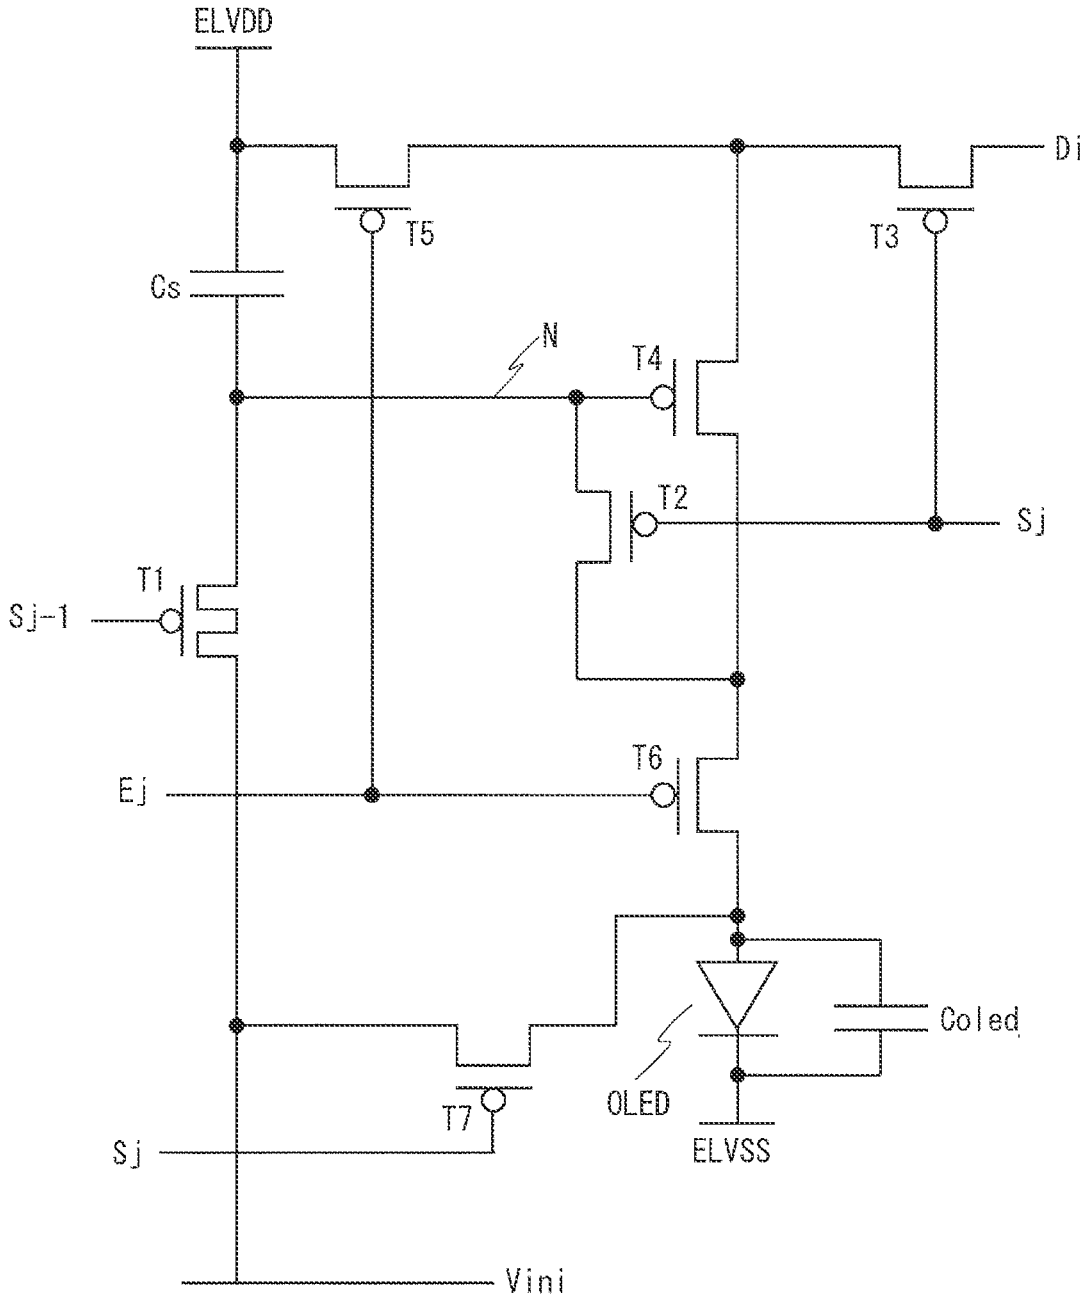 ELVDD
Di
T5
T3
Cs
N
T4
T2
Sj
T1
Sj-1
T6
Ej
Coled
OLED
T7
Sj
ELVSS
Vini